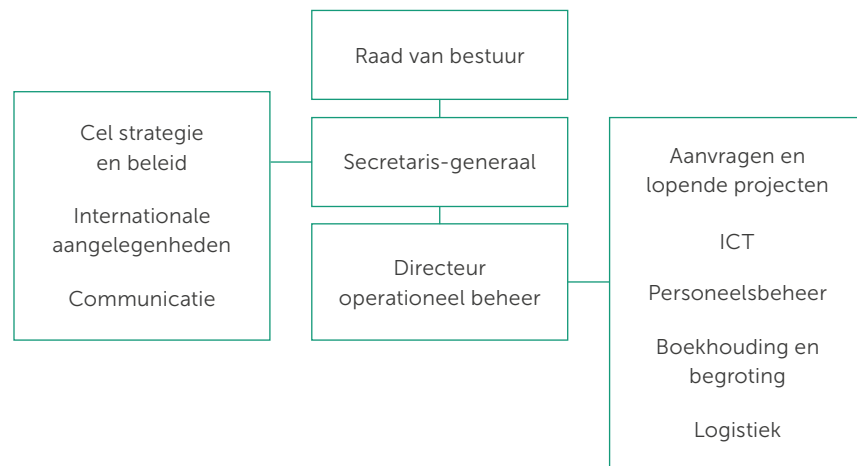 Raad van bestuur
Cel strategie
en beleid
Internationale
aangelegenheden
Communicatie
Secretaris-generaal
Directeur
operationeel beheer
Aanvragen en
lopende projecten
ICT
Personeelsbeheer
Boekhouding en
begroting
Logistiek